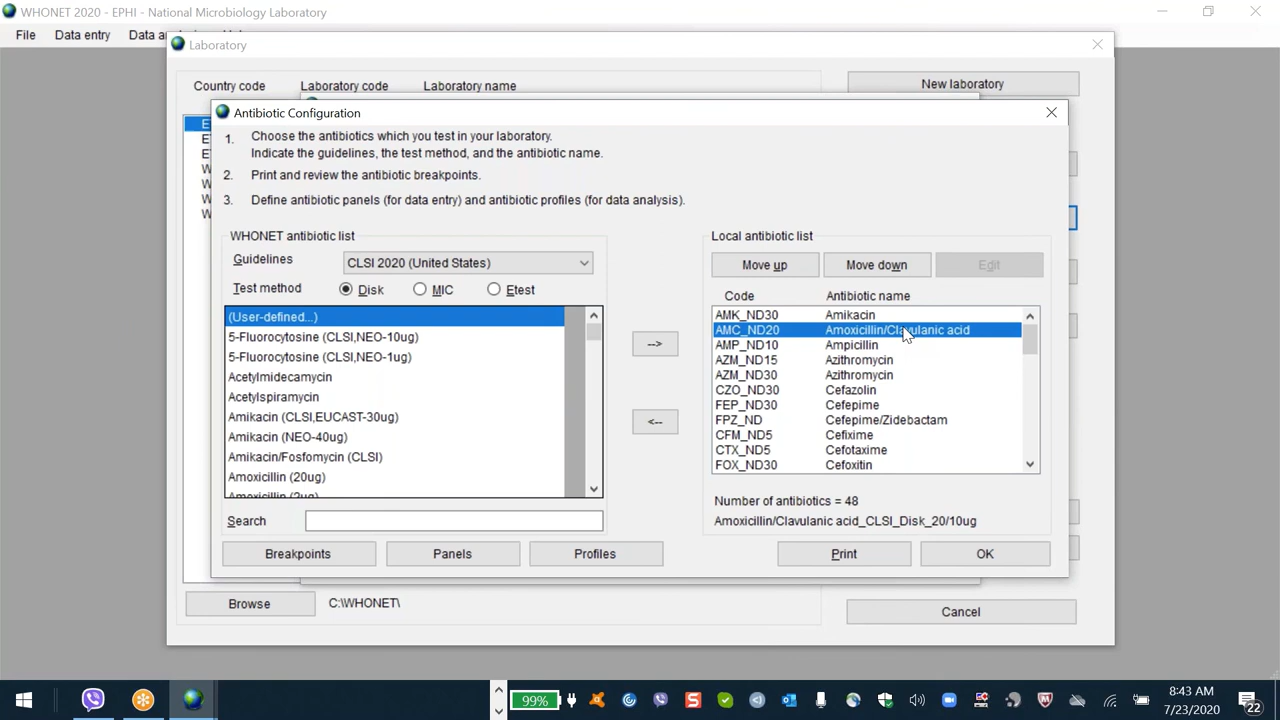 WHONET 2020 - EPHI - National Microbiology Laboratory
File Data entry Data a
Laboratory
Country code Laboratory code Laboratory name New laboratory
Antibiotic Configuration
1. Choose the antibiotics which you test in your laboratory.
Indicate the guidelines, the test method, and the antibiotic name.
2. Print and review the antibiotic breakpoints.
3. Define antibiotic panels (for data entry) and antibiotic profiles (for data analysis).
WHONET antibiotic list
Guidelines CLSI 2020 (United States)
Test method Disk MIC Etest
(User-defined...)
5-Fluorocytosine (CLSI,NEO-10ug)
5-Fluorocytosine (CLSI,NEO-1ug)
Acetylmidecamycin
Acetylspiramycin
Amikacin (CLSI,EUCAST-30ug)
Amikacin (NEO-40ug)
Amikacin/Fosfomycin (CLSI)
Amoxicillin (20ug)
Amoxicillin (2ug)
Search
-->
<--
Local antibiotic list
Move up Move down Edit
Code Antibiotic name
AMK_ND30 Amikacin
AMC_ND20 Amoxicillin/Clavulanic acid
AMP_ND10 Ampicillin
AZM_ND15 Azithromycin
AZM_ND30 Azithromycin
CZO_ND30 Cefazolin
FEP_ND30 Cefepime
FPZ_ND Cefepime/Zidebactam
CFM_ND5 Cefixime
CTX_ND5 Cefotaxime
FOX_ND30 Cefoxitin
Number of antibiotics = 48
Amoxicillin/Clavulanic acid_CLSI_Disk_20/10ug
Breakpoints Panels Profiles Print OK
Browse C:\WHONET\ Cancel
99%
8:43 AM
7/23/2020
22